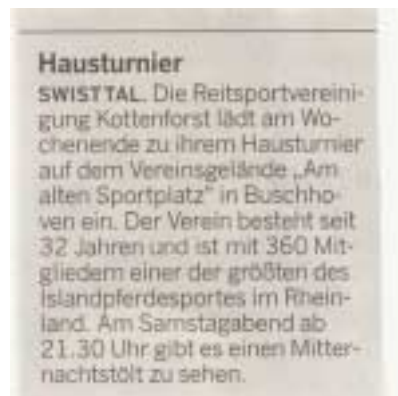 Hausturnier
SWISTTAL. Die Reitsportvereini-
gung Kottenforst lädt am Wo-
chenende zu ihrem Hausturnier
auf dem Vereinsgelände „Am
alten Sportplatz" in Buschho-
ven ein. Der Verein besteht seit
32 Jahren und ist mit 360 Mit-
gliedern einer der größten des
Islandpferdesportes im Rhein-
land. Am Samstagabend ab
21.30 Uhr gibt es einen Mitter-
nachtstölt zu sehen.